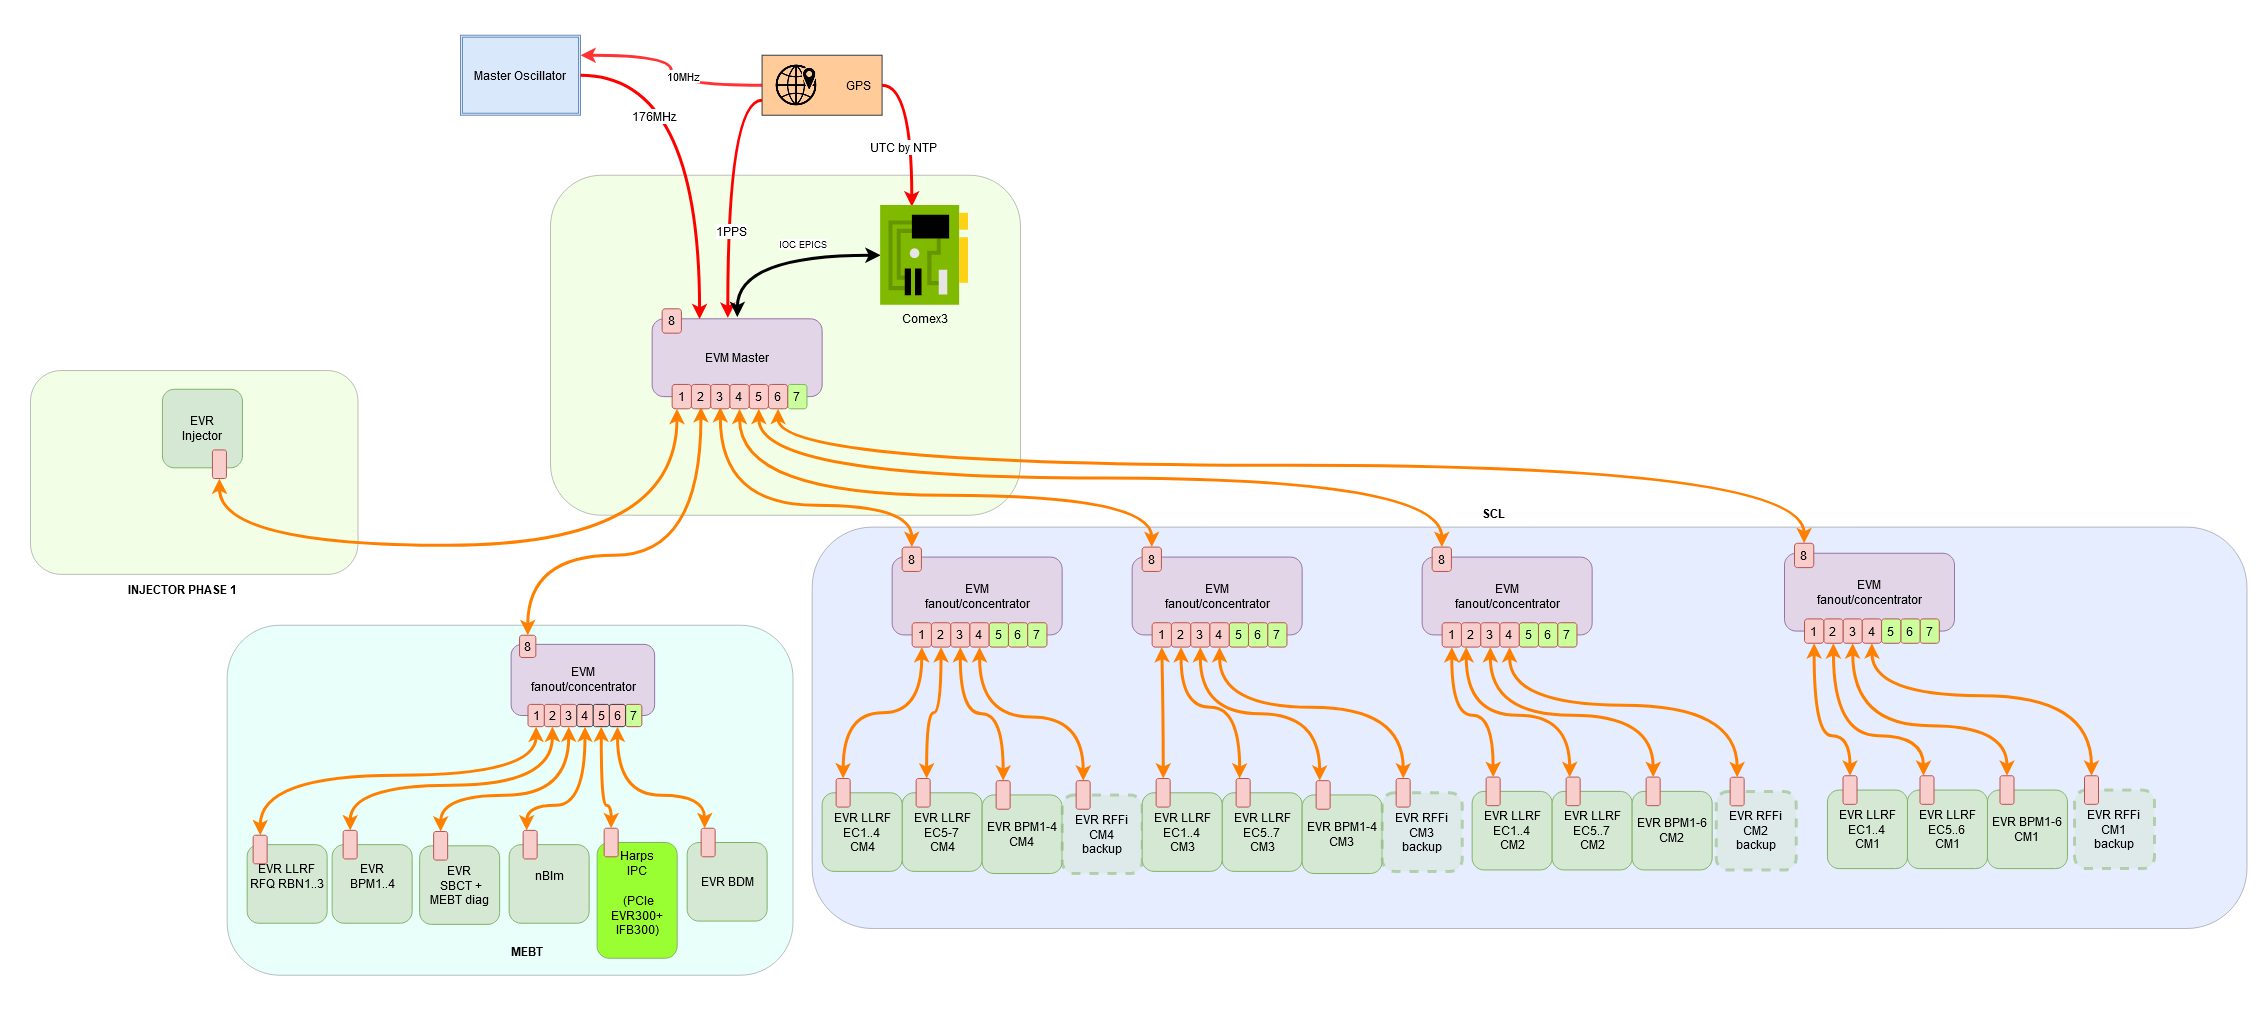 Master Oscillator
10MHz
GPS
176MHz
UTC by NTP
1PPS
IOC EPICS
Comex3
8
EVM Master
1 2 3 4 5 6 7
EVR
Injector
INJECTOR PHASE 1
SCL
8
EVM
fanout/concentrator
1 2 3 4 5 6 7
8
EVM
fanout/concentrator
1 2 3 4 5 6 7
8
EVM
fanout/concentrator
1 2 3 4 5 6 7
8
EVM
fanout/concentrator
1 2 3 4 5 6 7
8
EVM
fanout/concentrator
1 2 3 4 5 6 7
EVR LLRF
RFQ RBN1..3
EVR
BPM1..4
EVR
SBCT +
MEBT diag
nBlm
Harps
IPC
(PCIe
EVR300+
IFB300)
EVR BDM
MEBT
EVR LLRF
EC1..4
CM4
EVR LLRF
EC5-7
CM4
EVR BPM1-4
CM4
EVR RFFi
CM4
backup
EVR LLRF
EC1..4
CM3
EVR LLRF
EC5..7
CM3
EVR BPM1-4
CM3
EVR RFFi
CM3
backup
EVR LLRF
EC1..4
CM2
EVR LLRF
EC5..7
CM2
EVR BPM1-6
CM2
EVR RFFi
CM2
backup
EVR LLRF
EC1..4
CM1
EVR LLRF
EC5..6
CM1
EVR BPM1-6
CM1
EVR RFFi
CM1
backup